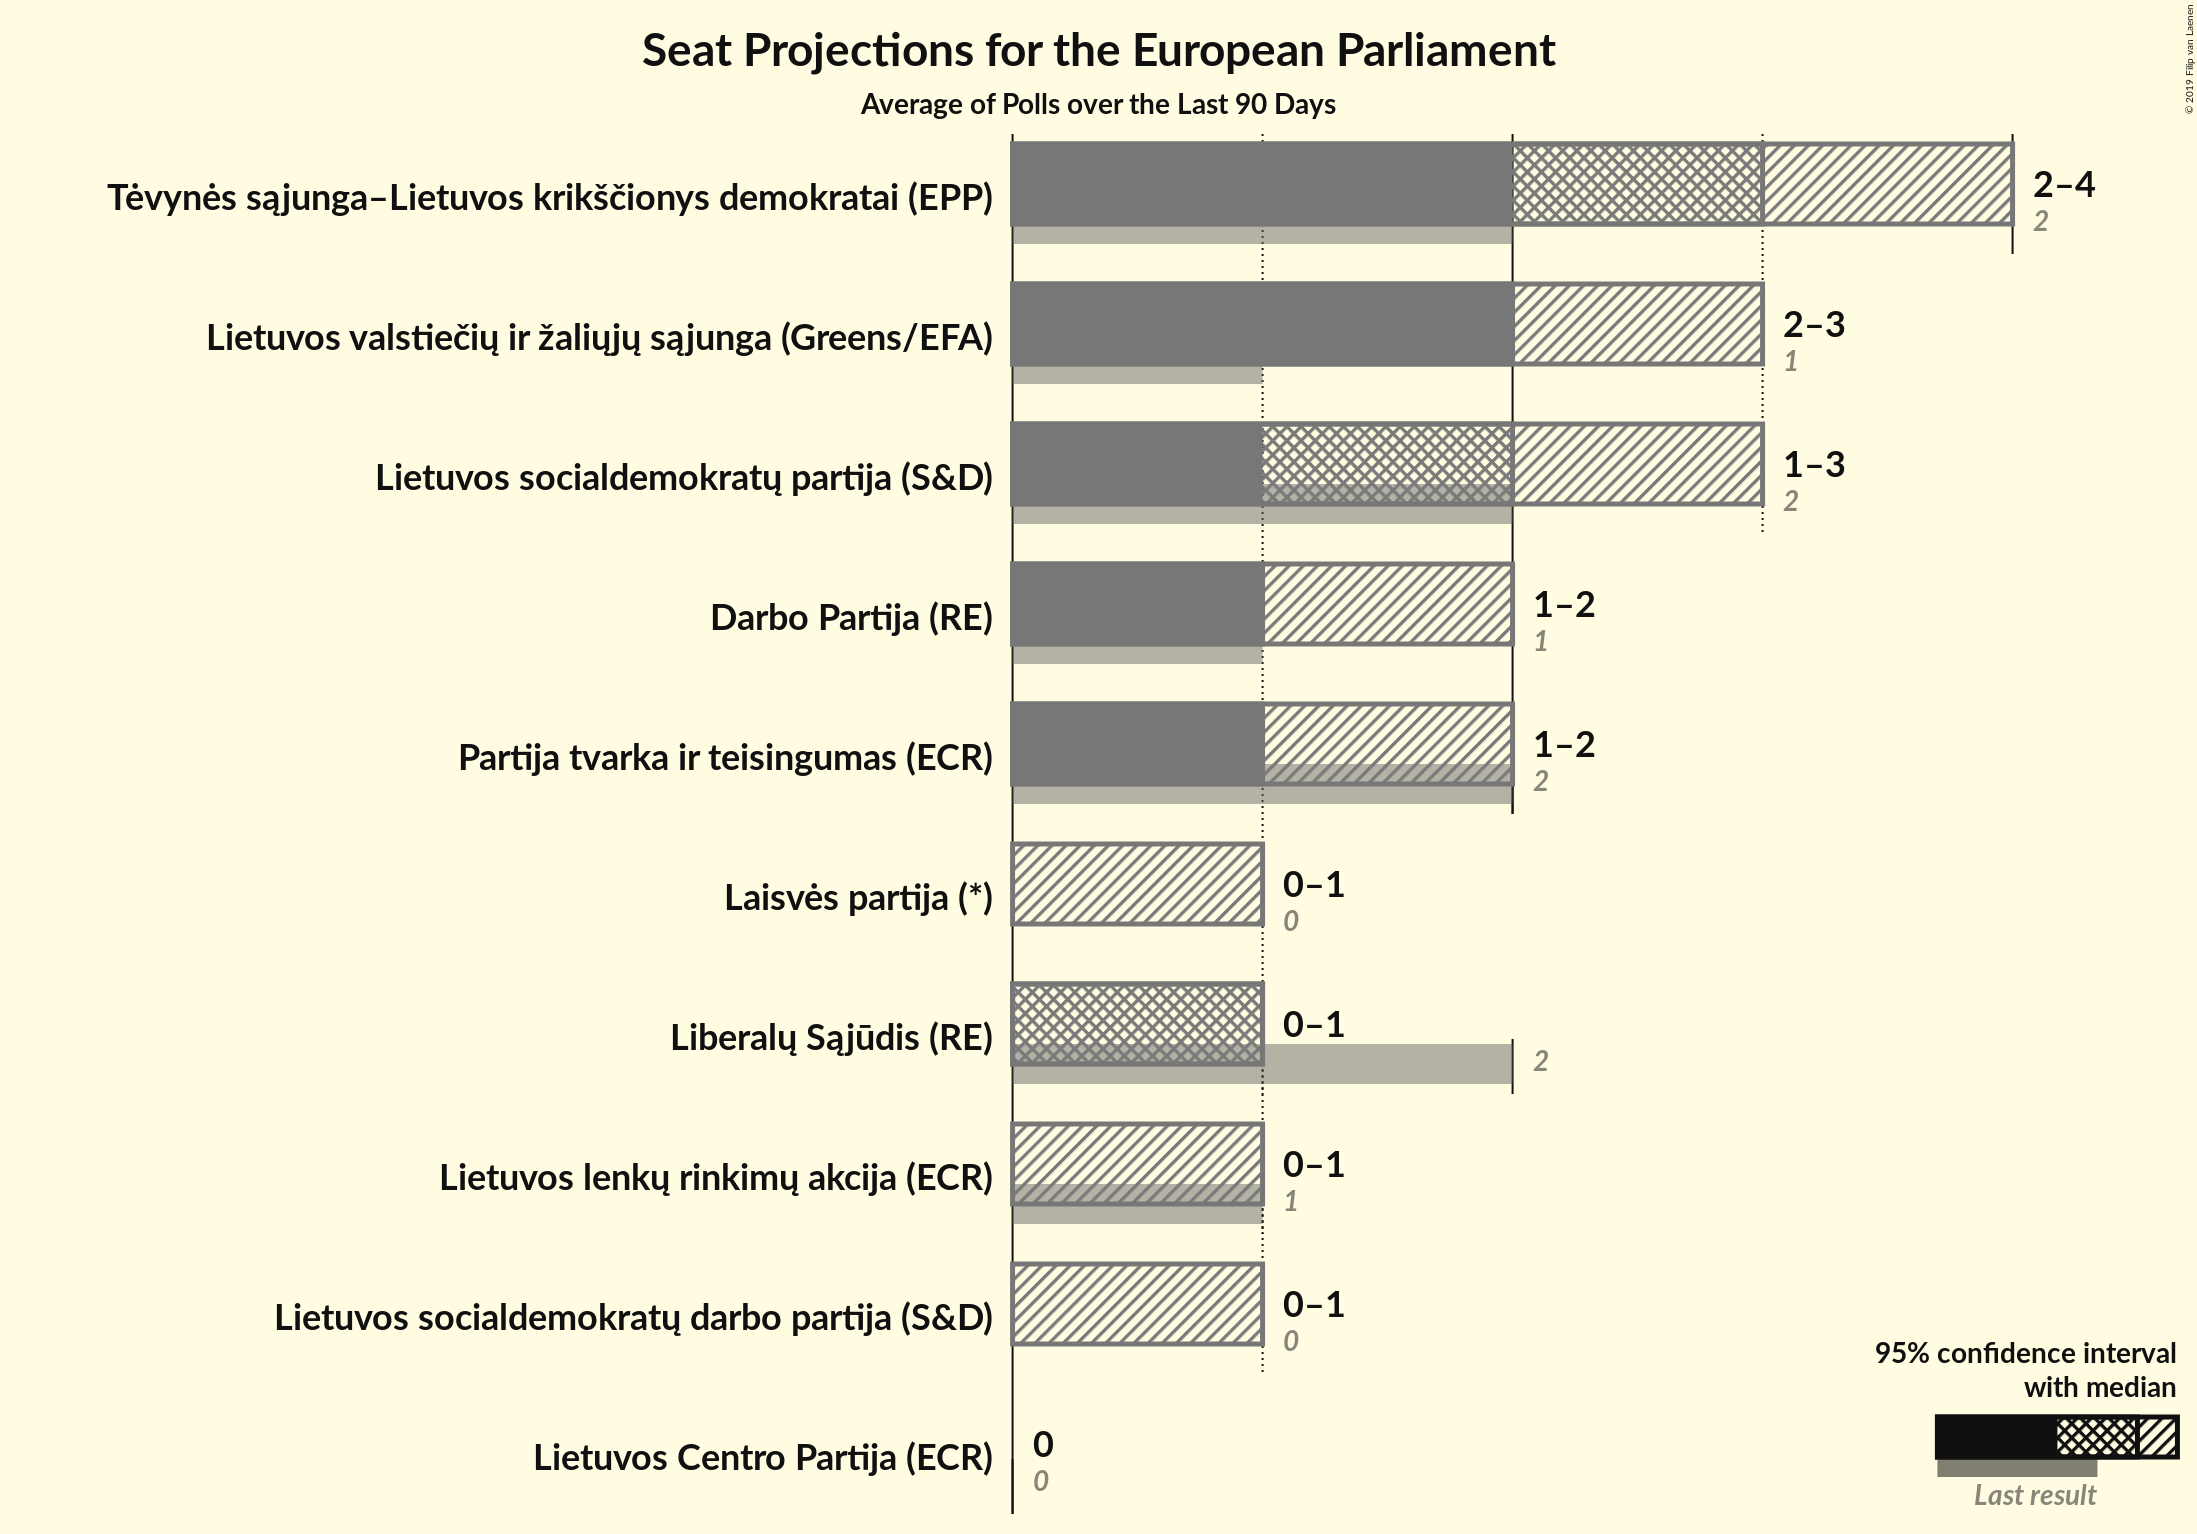 Seat Projections for the European Parliament
Average of Polls over the Last 90 Days
© 2019 Filip van Laenen
Tėvynės sąjunga–Lietuvos krikščionys demokratai (EPP)
2–4
2
Lietuvos valstiečių ir žaliųjų sąjunga (Greens/EFA)
2–3
1
Lietuvos socialdemokratų partija (S&D)
1–3
2
Darbo Partija (RE)
1–2
1
Partija tvarka ir teisingumas (ECR)
1–2
2
Laisvės partija (*)
0–1
0
Liberalų Sąjūdis (RE)
0–1
2
Lietuvos lenkų rinkimų akcija (ECR)
0–1
1
Lietuvos socialdemokratų darbo partija (S&D)
0–1
0
Lietuvos Centro Partija (ECR)
0
0
95% confidence interval
with median
Last result